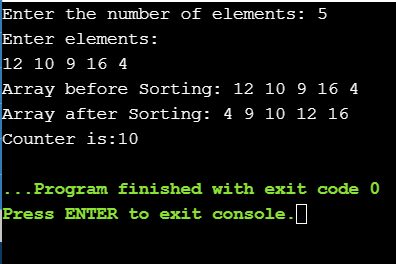 Enter the number of elements: 5
Enter elements:
12 10 9 16 4
Array before Sorting: 12 10 9 16 4
Array after Sorting: 4 9 10 12 16
Counter is:10
...Program finished with exit code 0
Press ENTER to exit console.